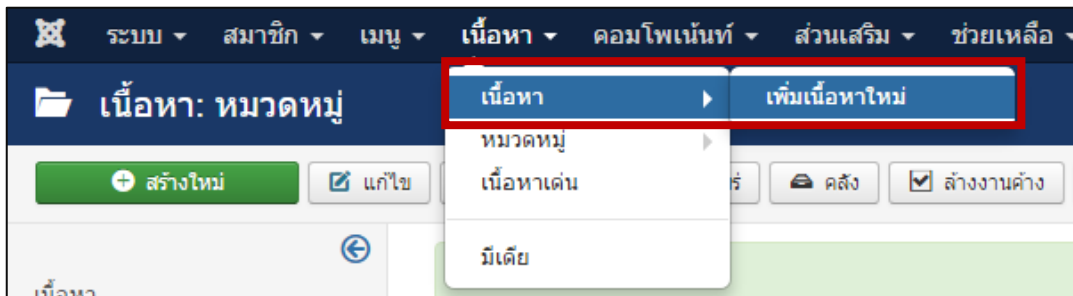 ระบบ สมาชิก เมนู เนื้อหา คอมโพเน้นท์ ส่วนเสริม ช่วยเหลือ
เนื้อหา: หมวดหมู่
เนื้อหา เพิ่มเนื้อหาใหม่
หมวดหมู่
เนื้อหาเด่น
มีเดีย
สร้างใหม่ แก้ไข คลัง ล้างงานค้าง
เนื้อหา